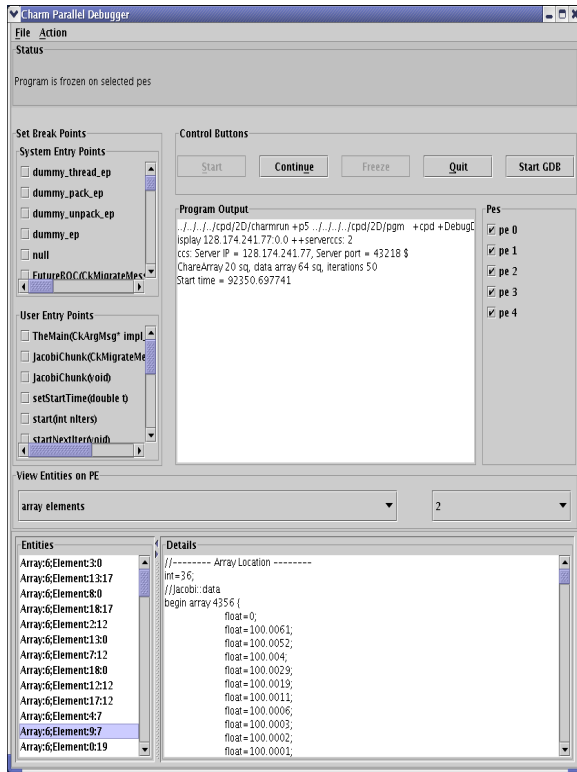 Charm Parallel Debugger
File Action
Status
Program is frozen on selected pes
Set Break Points
System Entry Points
dummy_thread_ep
dummy_pack_ep
dummy_unpack_ep
dummy_ep
null
FutureBOC(CkMigrateMes
User Entry Points
TheMain(CkArgMsg* impl_
JacobiChunk(CkMigrateMe
JacobiChunk(void)
setStartTime(double t)
start(int nIters)
startNextIter(void)
Control Buttons
Start Continue Freeze Quit Start GDB
Program Output
../../../../cpd/2D/charmrun +p5 ../../../../cpd/2D/pgm +cpd +DebugD
isplay 128.174.241.77:0.0 ++serverccs: 2
ccs: Server IP = 128.174.241.77, Server port = 43218 $
ChareArray 20 sq, data array 64 sq, iterations 50
Start time = 92350.697741
Pes
pe 0
pe 1
pe 2
pe 3
pe 4
View Entities on PE
array elements 2
Entities
Array:6;Element:3:0
Array:6;Element:13:17
Array:6;Element:8:0
Array:6;Element:18:17
Array:6;Element:2:12
Array:6;Element:13:0
Array:6;Element:7:12
Array:6;Element:18:0
Array:6;Element:12:12
Array:6;Element:17:12
Array:6;Element:4:7
Array:6;Element:9:7
Array:6;Element:0:19
Details
//-------- Array Location --------
int=36;
//Jacobi::data
begin array 4356 {
float=0;
float=100.0061;
float=100.0052;
float=100.004;
float=100.0029;
float=100.0019;
float=100.0011;
float=100.0006;
float=100.0003;
float=100.0002;
float=100.0001;